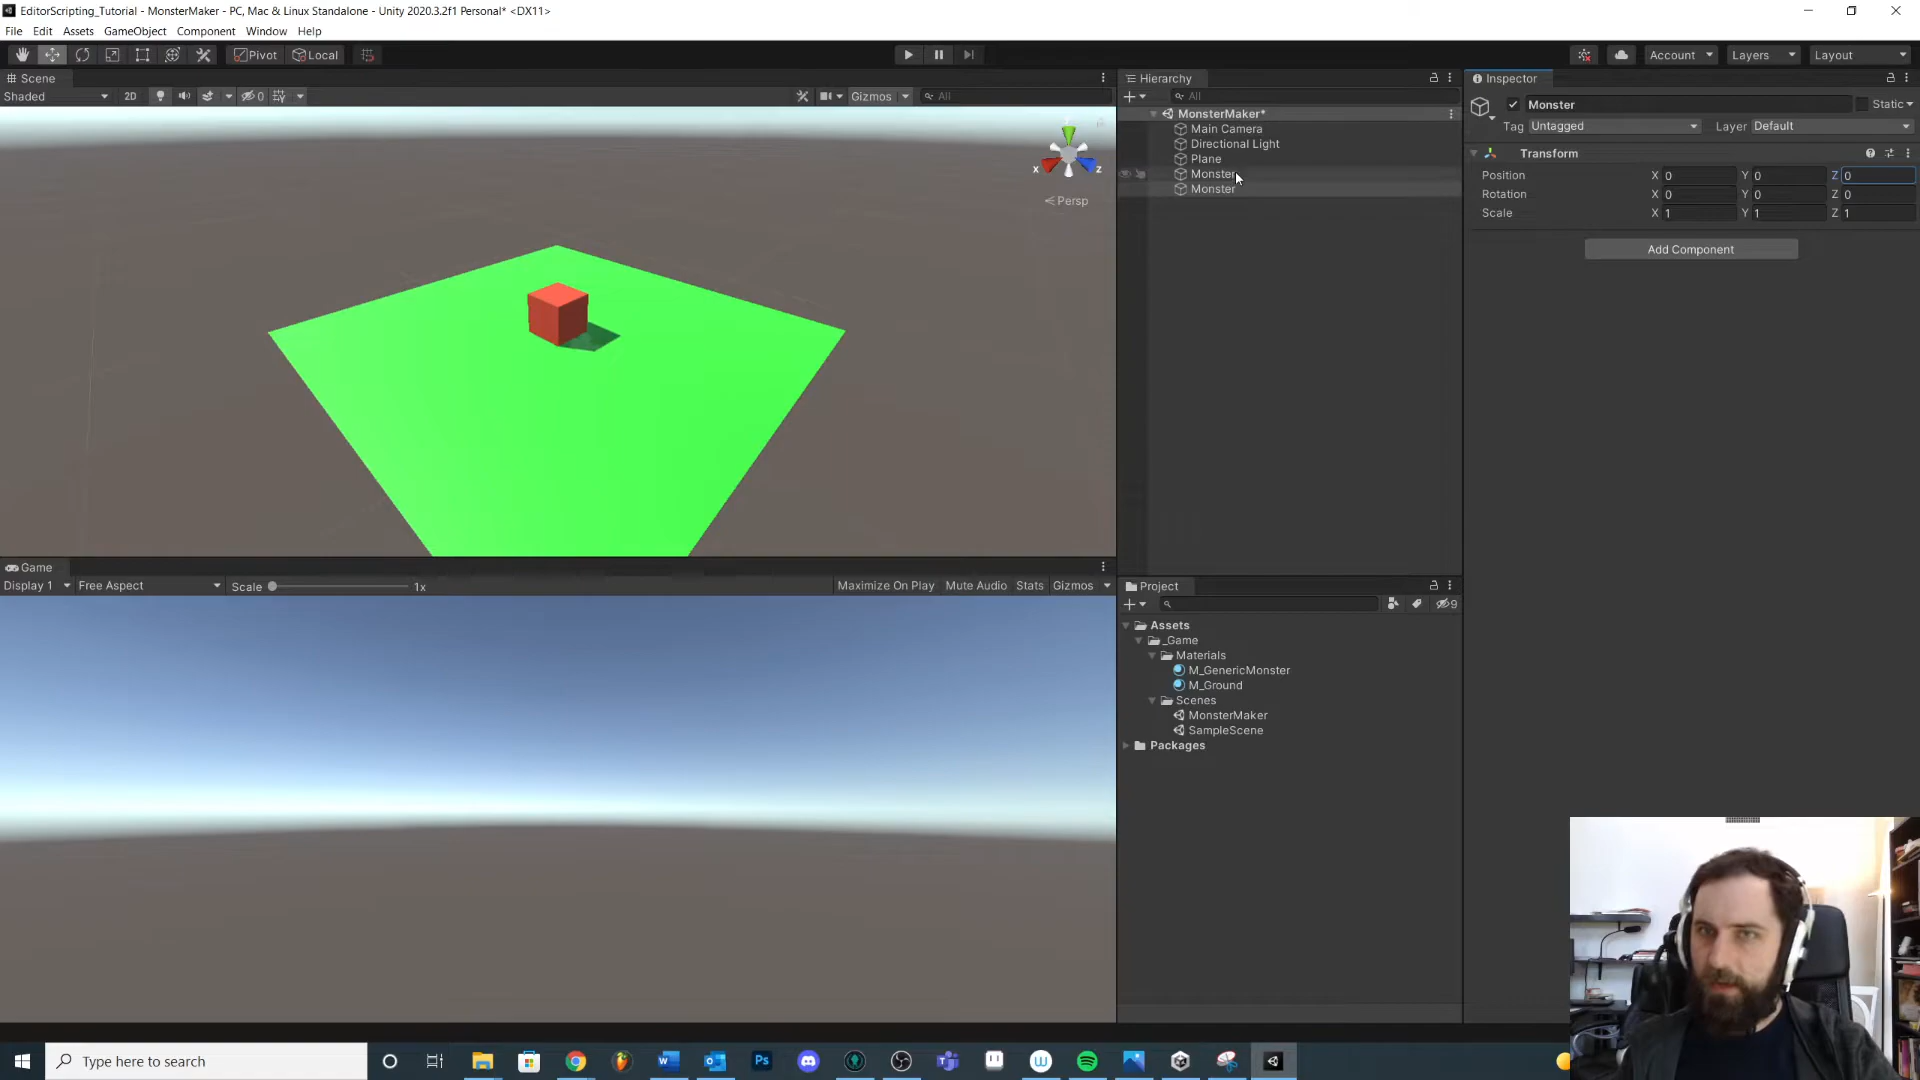 EditorScripting_Tutorial - MonsterMaker - PC, Mac & Linux Standalone - Unity 2020.3.2f1 Personal* <DX11>
File Edit Assets GameObject Component Window Help
Pivot Local Account Layers Layout
Scene
Shaded 2D 0 Gizmos All
x z
Persp
Game
Display 1 Free Aspect Scale 1x Maximize On Play Mute Audio Stats Gizmos
Hierarchy
All
MonsterMaker*
Main Camera
Directional Light
Plane
Monster
Monster
Project
9
Assets
_Game
Materials
M_GenericMonster
M_Ground
Scenes
MonsterMaker
SampleScene
Packages
Inspector
Monster Static
Tag Untagged Layer Default
Transform
Position X 0 Y 0 Z 0
Rotation X 0 Y 0 Z 0
Scale X 1 Y 1 Z 1
Add Component
Type here to search